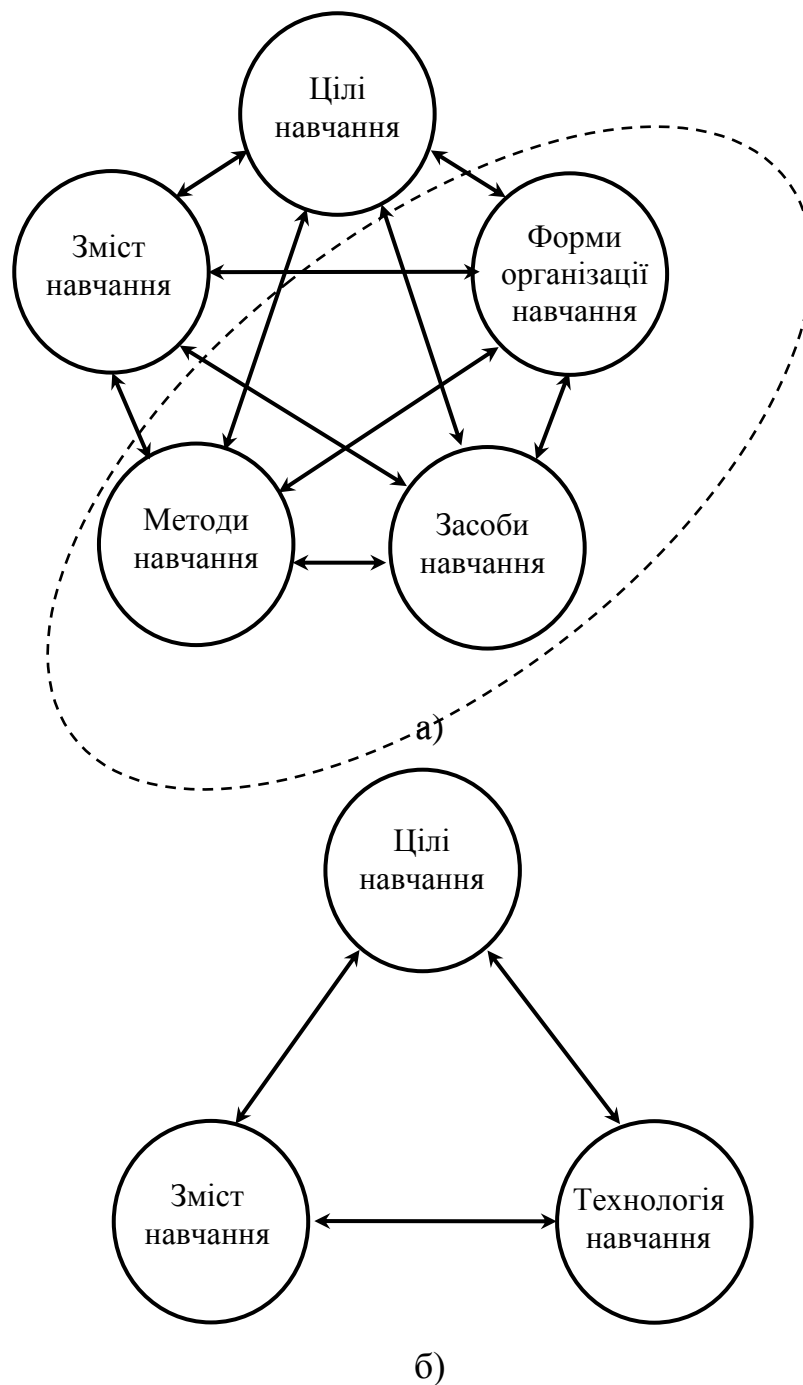 Цілі
навчання
Зміст
навчання
Форми
організації
навчання
Методи
навчання
Засоби
навчання
а)
Цілі
навчання
Зміст
навчання
Технологія
навчання
б)